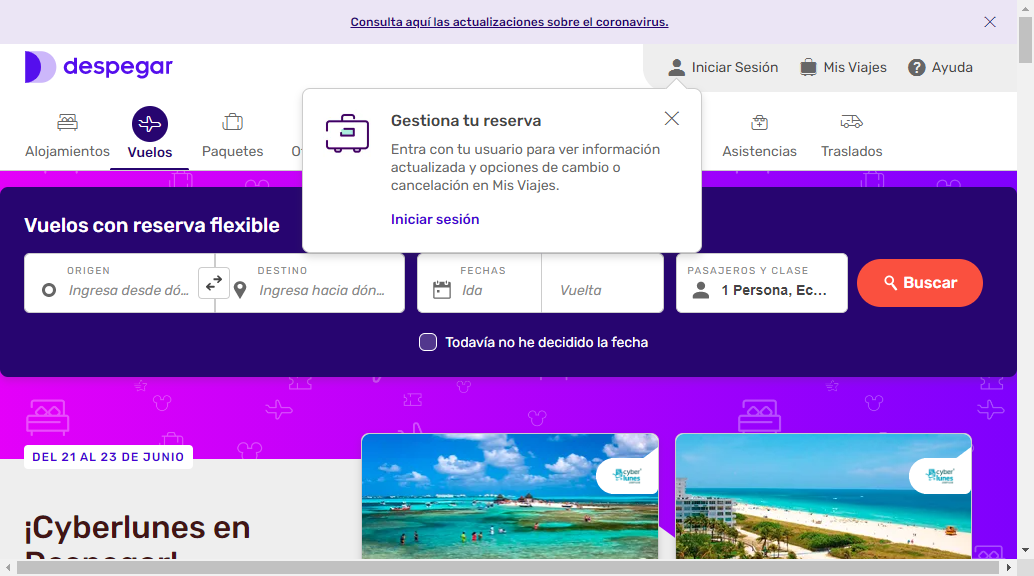 Consulta aquí las actualizaciones sobre el coronavirus.
despegar
Iniciar Sesión
Mis Viajes
Ayuda
Alojamientos
Vuelos
Paquetes
Asistencias
Traslados
Gestiona tu reserva
Entra con tu usuario para ver información
actualizada y opciones de cambio o
cancelación en Mis Viajes.
Iniciar sesión
Vuelos con reserva flexible
ORIGEN
Ingresa desde dó...
DESTINO
Ingresa hacia dón...
FECHAS
Ida
Vuelta
PASAJEROS Y CLASE
1 Persona, Ec...
Buscar
Todavía no he decidido la fecha
DEL 21 AL 23 DE JUNIO
¡Cyberlunes en
Despegar!
cyber
lunes
cyber
lunes